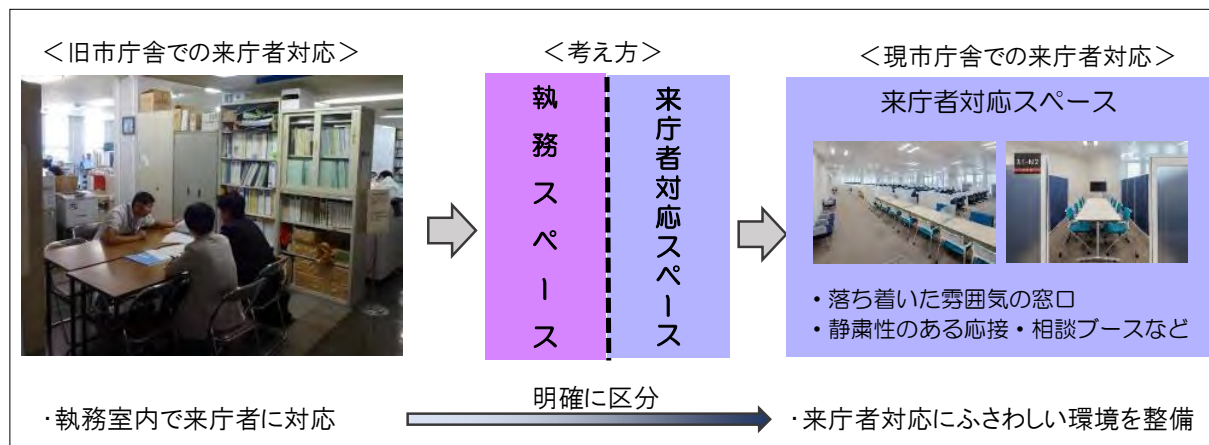 ＜旧市庁舎での来庁者対応＞
＜考え方＞
執務スペース
来庁者対応スペース
＜現市庁舎での来庁者対応＞
来庁者対応スペース
・落ち着いた雰囲気の窓口
・静粛性のある応接・相談ブースなど
・執務室内で来庁者に対応
明確に区分
・来庁者対応にふさわしい環境を整備